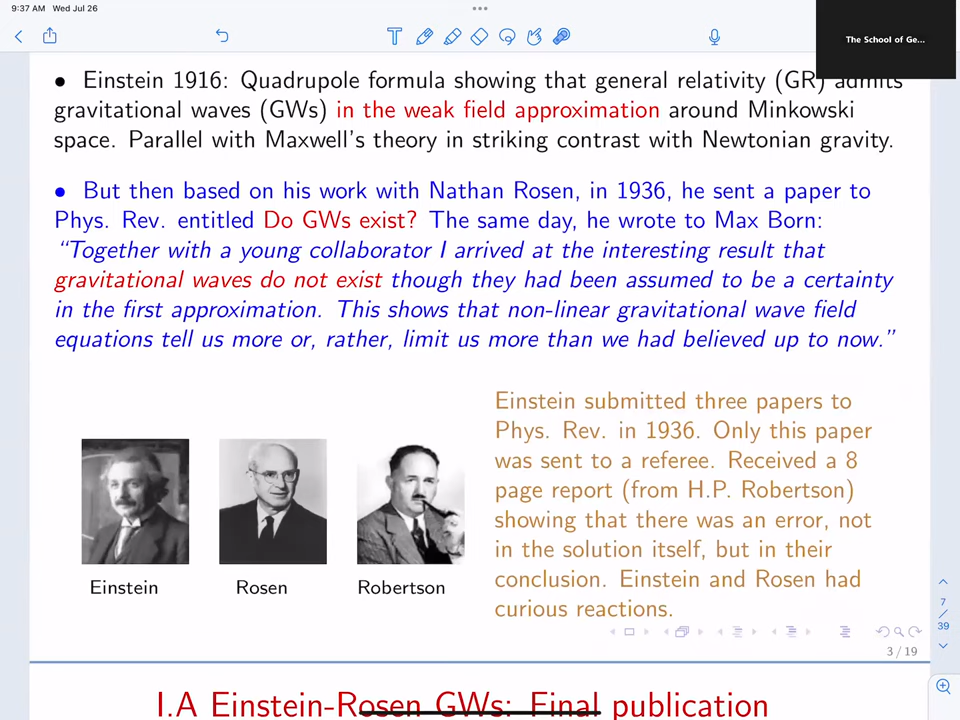 9:37 AM Wed Jul 26
The School of Ge...
• Einstein 1916: Quadrupole formula showing that general relativity (GR) admits
gravitational waves (GWs) in the weak field approximation around Minkowski
space. Parallel with Maxwell's theory in striking contrast with Newtonian gravity.
• But then based on his work with Nathan Rosen, in 1936, he sent a paper to
Phys. Rev. entitled Do GWs exist? The same day, he wrote to Max Born:
“Together with a young collaborator I arrived at the interesting result that
gravitational waves do not exist though they had been assumed to be a certainty
in the first approximation. This shows that non-linear gravitational wave field
equations tell us more or, rather, limit us more than we had believed up to now.”
Einstein submitted three papers to
Phys. Rev. in 1936. Only this paper
was sent to a referee. Received a 8
page report (from H.P. Robertson)
showing that there was an error, not
in the solution itself, but in their
conclusion. Einstein and Rosen had
curious reactions.
Einstein
Rosen
Robertson
7
/
39
3 / 19
I.A Einstein-Rosen GWs: Final publication